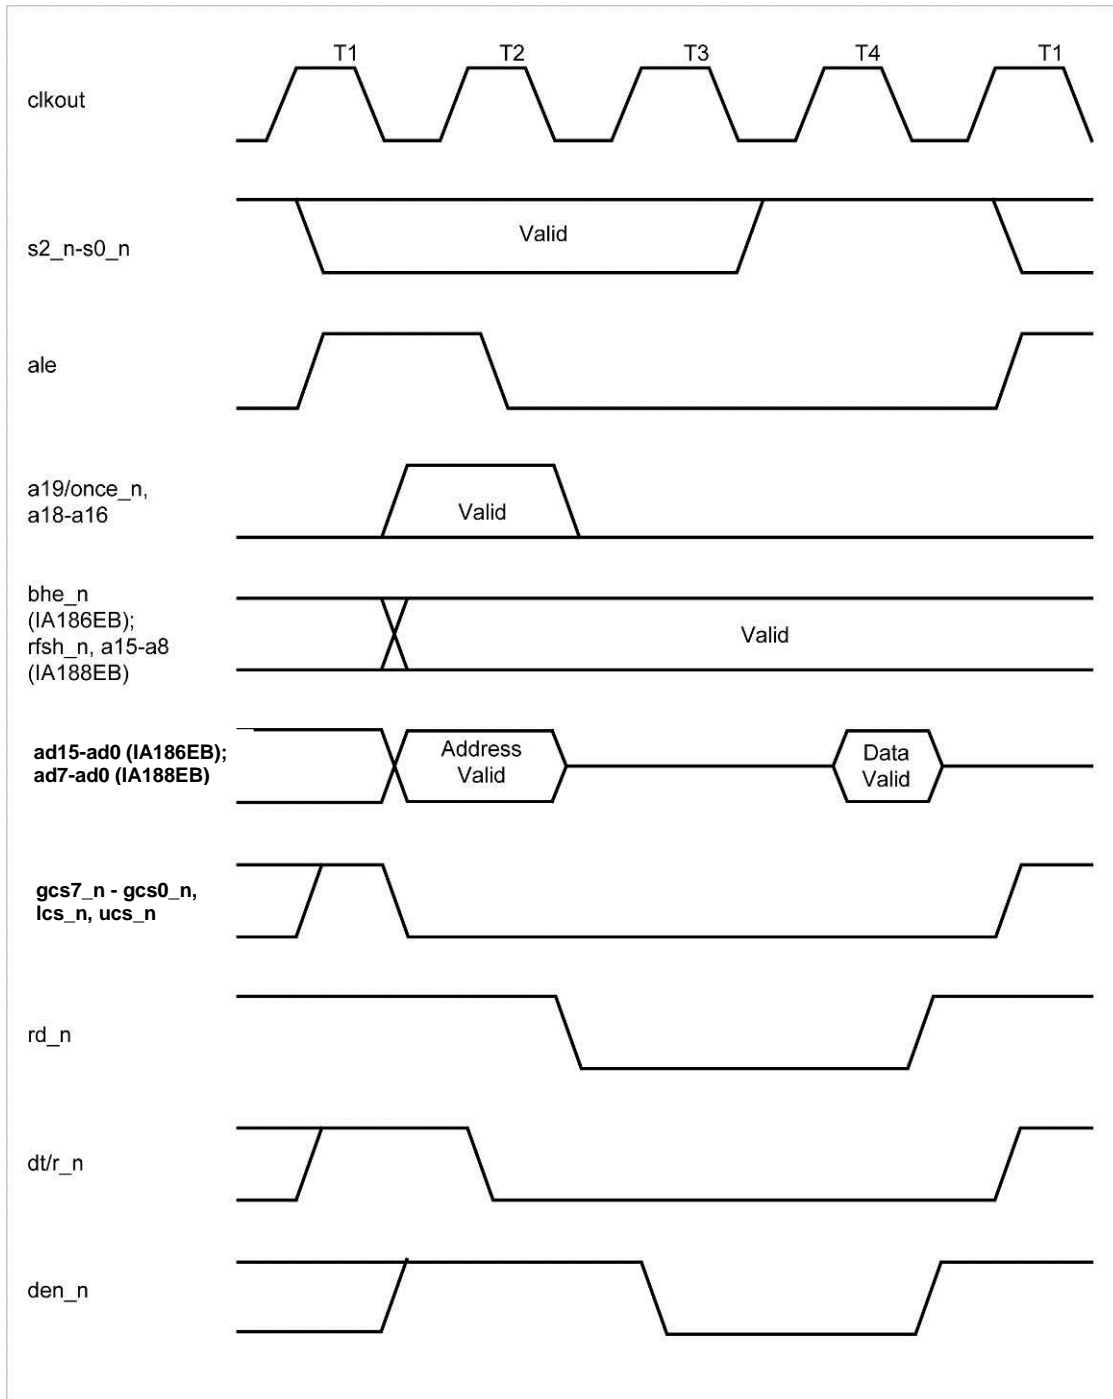 T1 T2 T3 T4 T1
clkout
s2_n-s0_n
Valid
ale
a19/once_n,
a18-a16
Valid
bhe_n
(IA186EB);
rfsh_n, a15-a8
(IA188EB)
Valid
ad15-ad0 (IA186EB);
ad7-ad0 (IA188EB)
Address
Valid
Data
Valid
gcs7_n - gcs0_n,
lcs_n, ucs_n
rd_n
dt/r_n
den_n